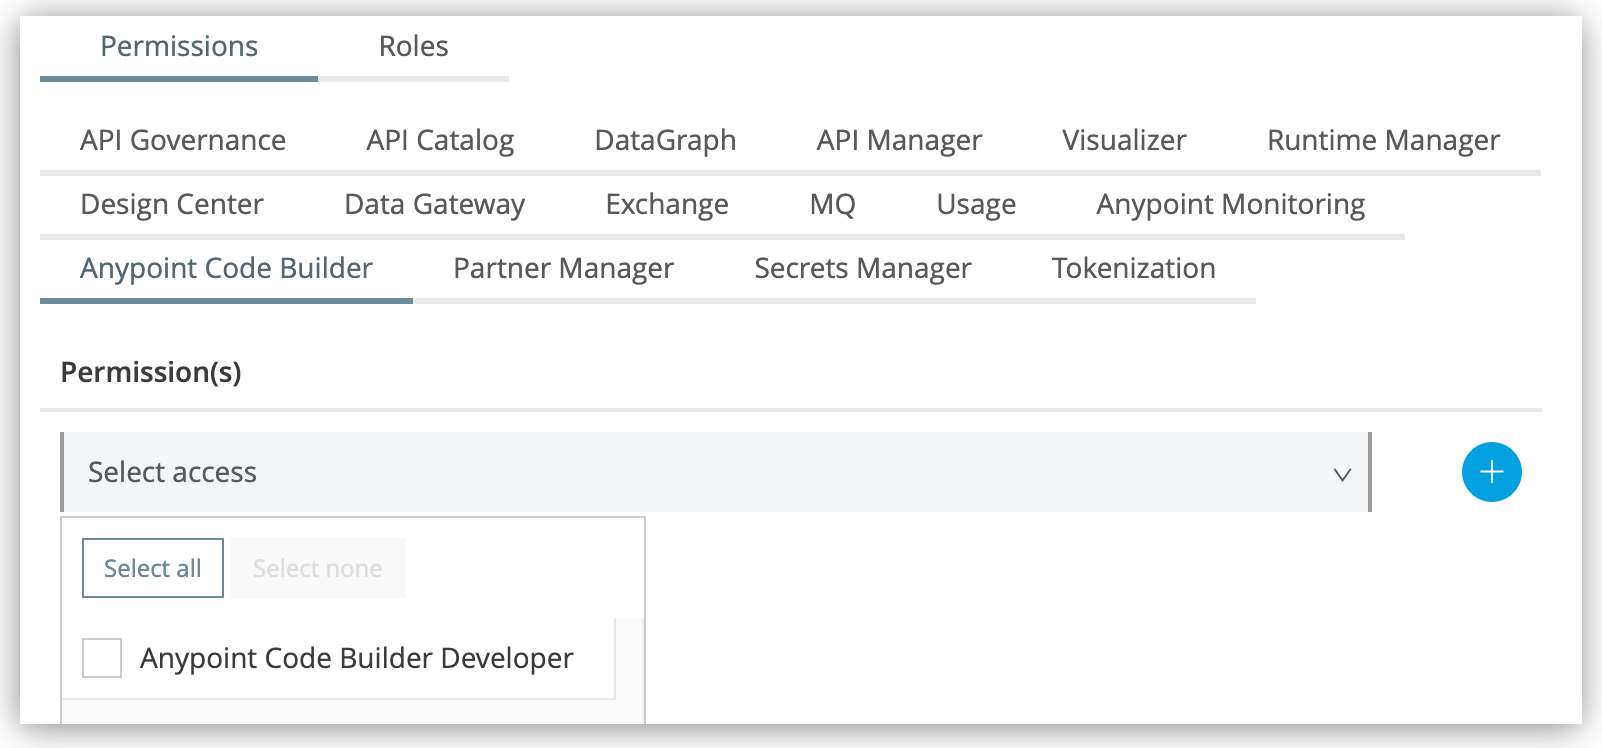 Permissions Roles
API Governance API Catalog DataGraph API Manager Visualizer Runtime Manager
Design Center Data Gateway Exchange MQ Usage Anypoint Monitoring
Anypoint Code Builder Partner Manager Secrets Manager Tokenization
Permission(s)
Select access
Select all Select none
Anypoint Code Builder Developer